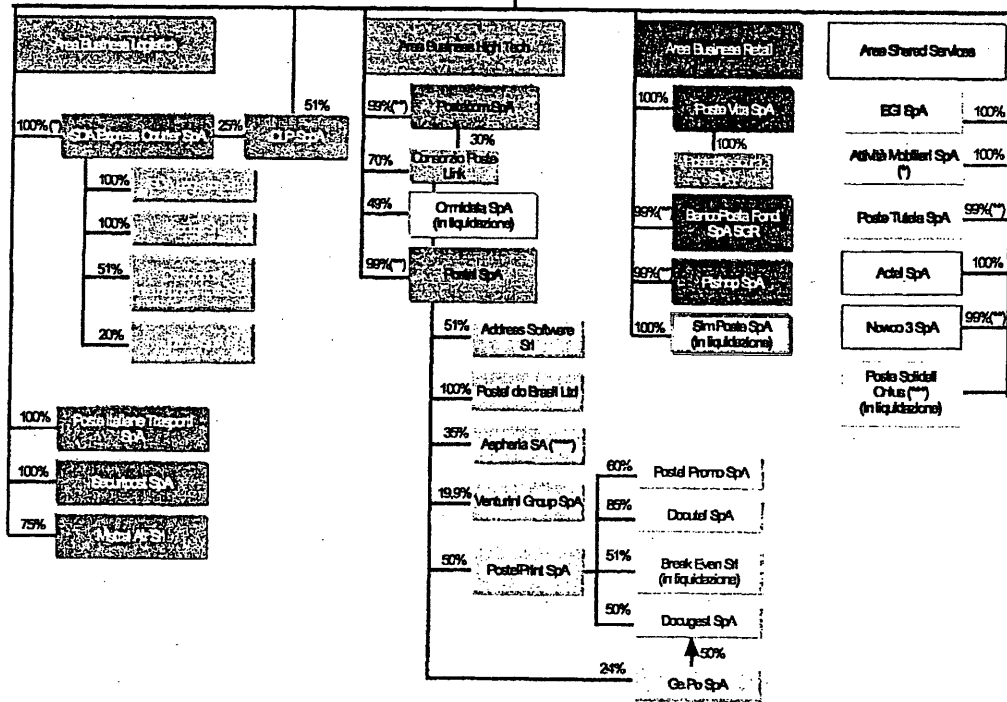 Area Business Logistica
100%(*)
SDA Express Courier SpA
25%
51%
SpA
100%
100%
51%
20%
100%
Poste Italiane Trasporti
SpA
100%
Securipost SpA
75%
Mistral Air Srl
Area Business High Tech
99%(**)
Postecom SpA
30%
70%
Consorzio Poste
Link
49%
Omnidata SpA
(in liquidazione)
99%(**)
Postel SpA
51%
Address Software
Srl
100%
Postel do Brasil Ltd
35%
Aspheria SA (****)
19,9%
Venturini Group SpA
50%
PostelPrint SpA
60%
Postel Promo SpA
85%
Docutel SpA
51%
Break Even Srl
(in liquidazione)
50%
Docugest SpA
50%
24%
Ge.Po SpA
Area Business Retail
100%
Poste Vita SpA
100%
99%(**)
BancoPosta Fondi
SpA SGR
99%(**)
Pishop SpA
100%
Sim Poste SpA
(in liquidazione)
Area Shared Services
EGI SpA
100%
Attività Mobiliari SpA
(*)
100%
Poste Tutela SpA
99%(**)
Actel SpA
100%
Nowco 3 SpA
99%(**)
Poste Solidali
Onlus (***)
(in liquidazione)